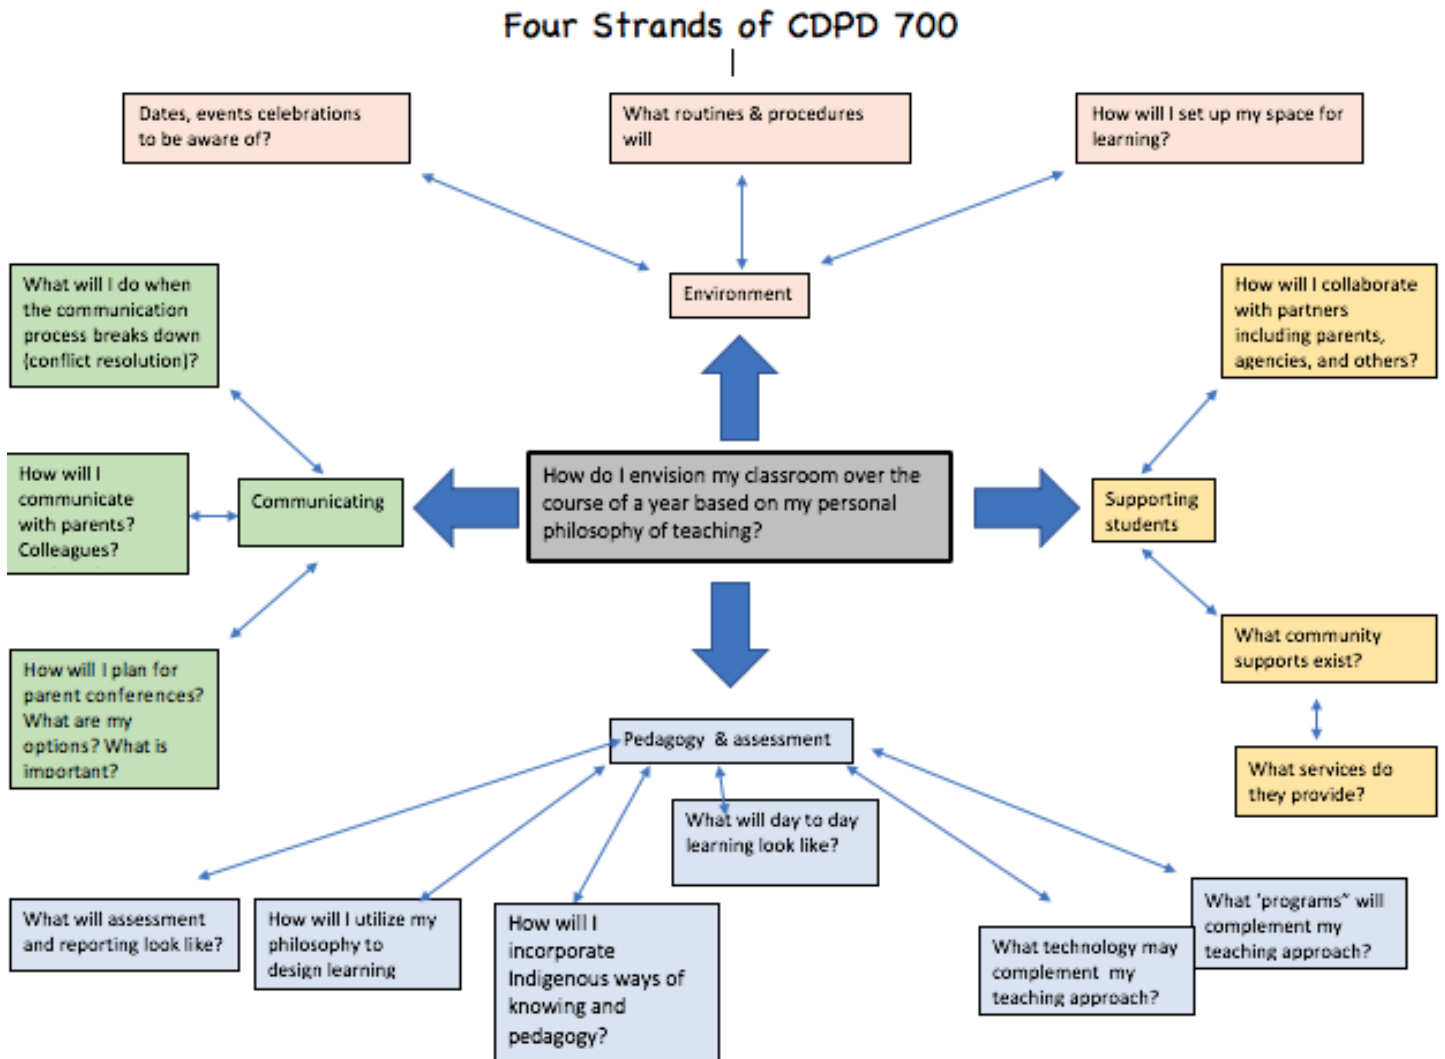 Four Strands of CDPD 700
Dates, events celebrations
to be aware of?
What routines & procedures
will
How will I set up my space for
learning?
Environment
What will I do when
the communication
process breaks down
(conflict resolution)?
How will I
communicate
with parents?
Colleagues?
Communicating
How will I plan for
parent conferences?
What are my
options? What is
important?
How do I envision my classroom over the
course of a year based on my personal
philosophy of teaching?
How will I collaborate
with partners
including parents,
agencies, and others?
Supporting
students
What community
supports exist?
What services do
they provide?
Pedagogy & assessment
What will day to day
learning look like?
What will assessment
and reporting look like?
How will I utilize my
philosophy to
design learning
How will I
incorporate
Indigenous ways of
knowing and
pedagogy?
What technology may
complement my
teaching approach?
What 'programs" will
complement my
teaching approach?